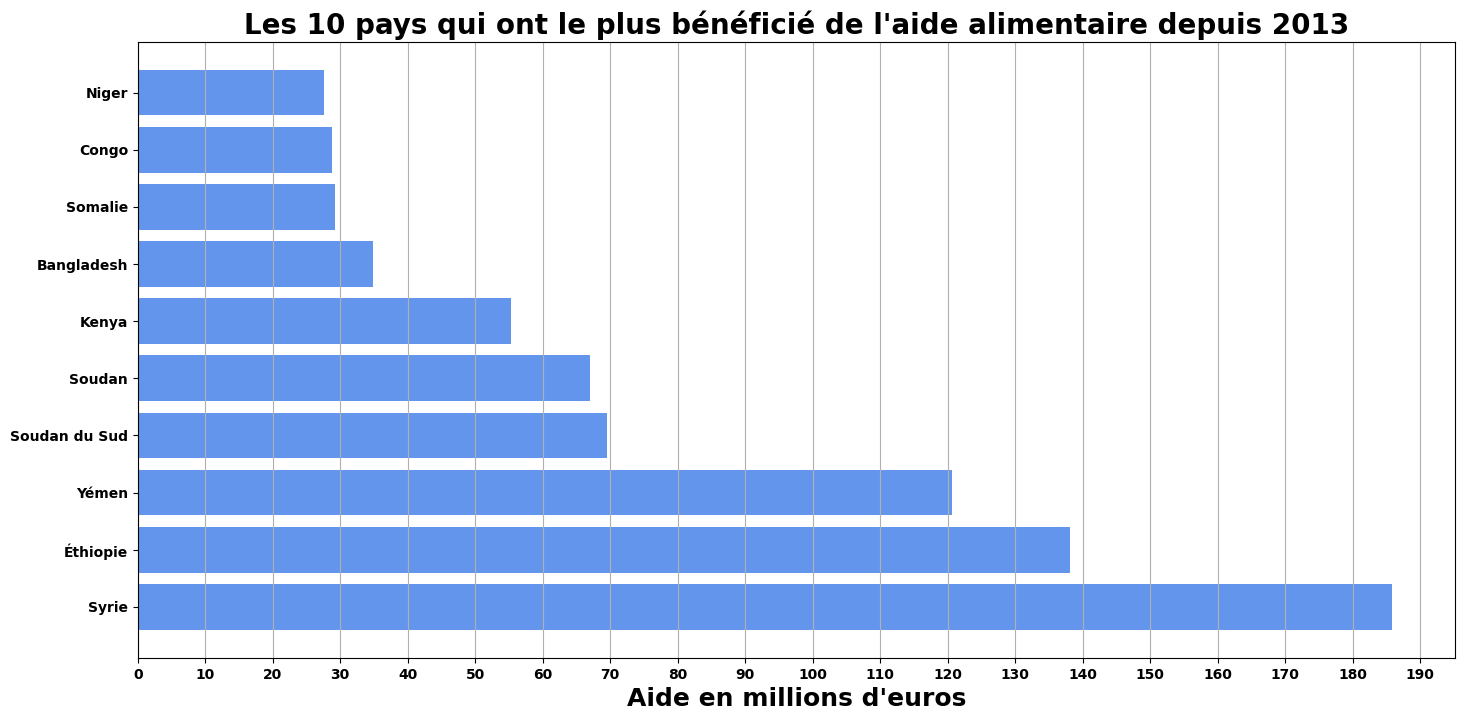 Les 10 pays qui ont le plus bénéficié de l'aide alimentaire depuis 2013
Niger
Congo
Somalie
Bangladesh
Kenya
Soudan
Soudan du Sud
Yémen
Éthiopie
Syrie
0 10 20 30 40 50 60 70 80 90 100 110 120 130 140 150 160 170 180 190
Aide en millions d'euros